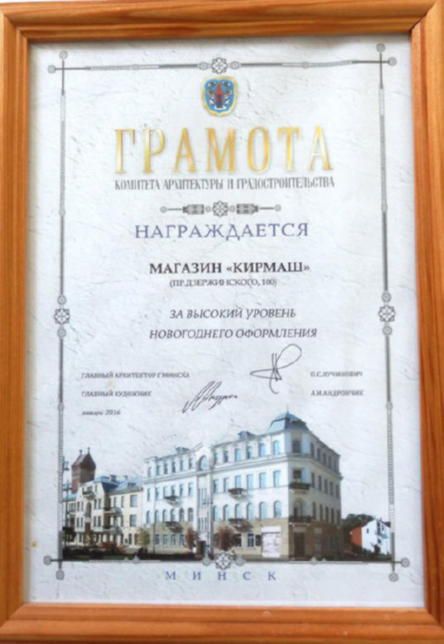 ГРАМОТА
КОМИТЕТА АРХИТЕКТУРЫ И ГРАДОСТРОИТЕЛЬСТВА
НАГРАЖДАЕТСЯ
МАГАЗИН «КИРМАШ»
(ПР.ДЗЕРЖИНСКОГО, 100)
ЗА ВЫСОКИЙ УРОВЕНЬ
НОВОГОДНЕГО ОФОРМЛЕНИЯ
ГЛАВНЫЙ АРХИТЕКТОР Г.МИНСКА
ГЛАВНЫЙ ХУДОЖНИК А.И.АНДРОНЧИК
январь 2016
МИНСК